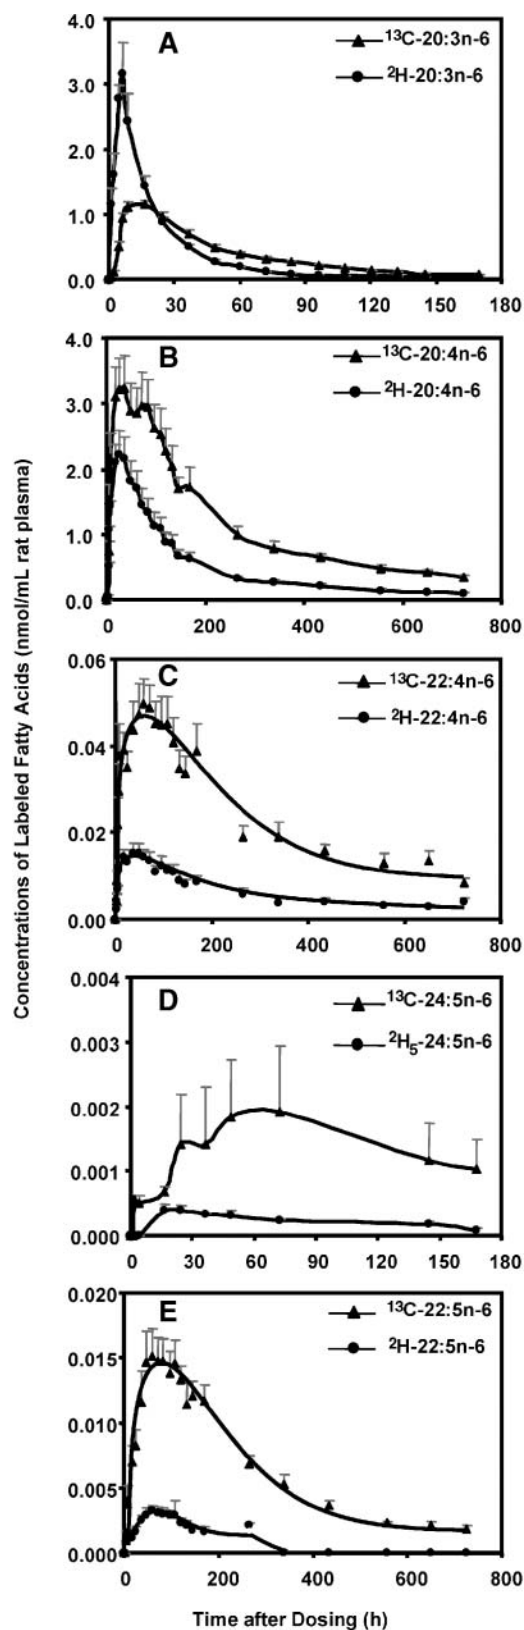 Concentrations of Labeled Fatty Acids (nmol/mL rat plasma)
4.0
A
13C-20:3n-6
2H-20:3n-6
3.0
2.0
1.0
0.0
0 30 60 90 120 150 180
4.0
B
13C-20:4n-6
2H-20:4n-6
3.0
2.0
1.0
0.0
0 200 400 600 800
0.06
C
13C-22:4n-6
2H-22:4n-6
0.04
0.02
0.00
0 200 400 600 800
0.004
D
13C-24:5n-6
2H5-24:5n-6
0.003
0.002
0.001
0.000
0 30 60 90 120 150 180
0.020
E
13C-22:5n-6
2H-22:5n-6
0.015
0.010
0.005
0.000
0 200 400 600 800
Time after Dosing (h)